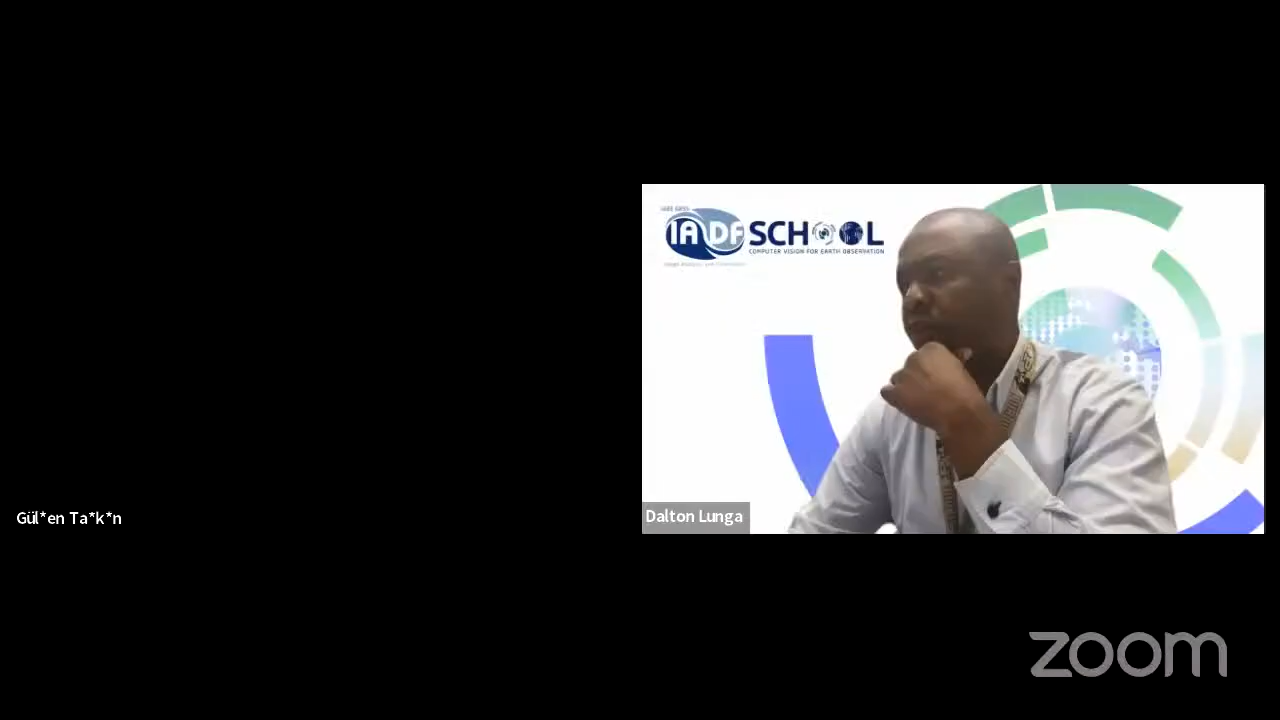 IADF SCHOOL
COMPUTER VISION FOR EARTH OBSERVATION
Gül*en Ta*k*n
Dalton Lunga
zoom